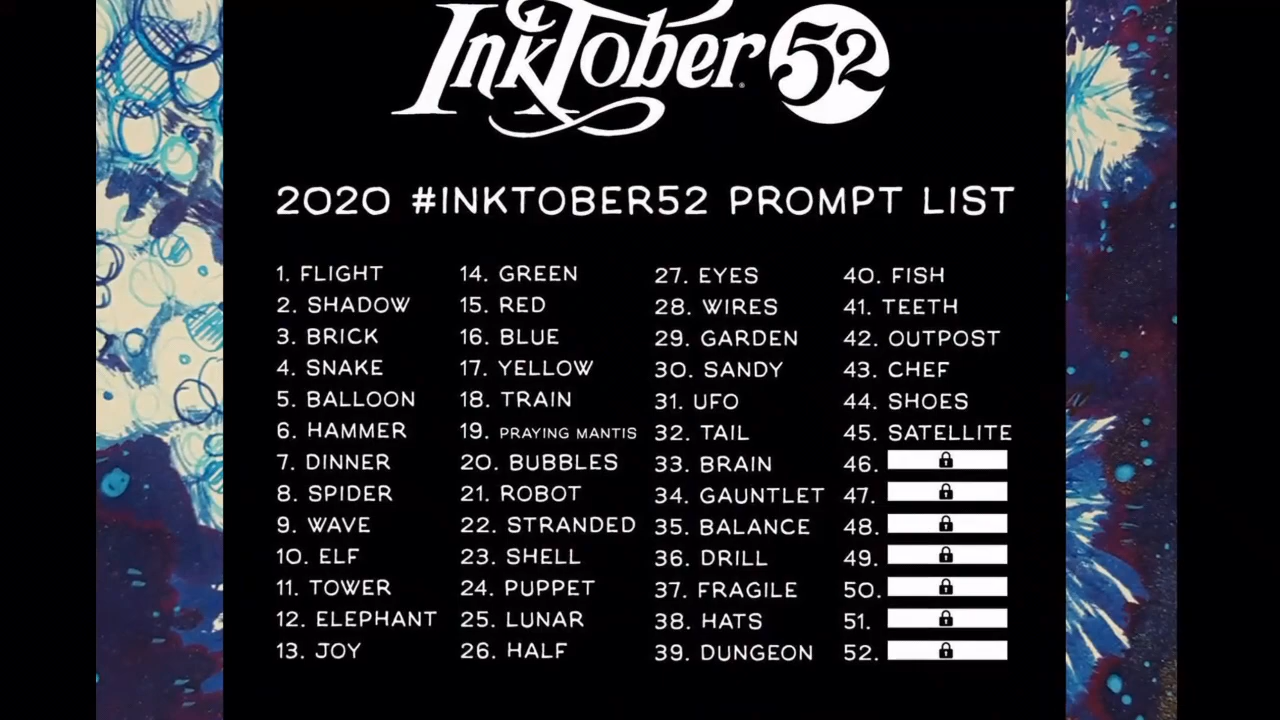 InkTober 52
2020 #INKTOBER52 PROMPT LIST
1. FLIGHT
2. SHADOW
3. BRICK
4. SNAKE
5. BALLOON
6. HAMMER
7. DINNER
8. SPIDER
9. WAVE
10. ELF
11. TOWER
12. ELEPHANT
13. JOY
14. GREEN
15. RED
16. BLUE
17. YELLOW
18. TRAIN
19. PRAYING MANTIS
20. BUBBLES
21. ROBOT
22. STRANDED
23. SHELL
24. PUPPET
25. LUNAR
26. HALF
27. EYES
28. WIRES
29. GARDEN
30. SANDY
31. UFO
32. TAIL
33. BRAIN
34. GAUNTLET
35. BALANCE
36. DRILL
37. FRAGILE
38. HATS
39. DUNGEON
40. FISH
41. TEETH
42. OUTPOST
43. CHEF
44. SHOES
45. SATELLITE
46.
47.
48.
49.
50.
51.
52.